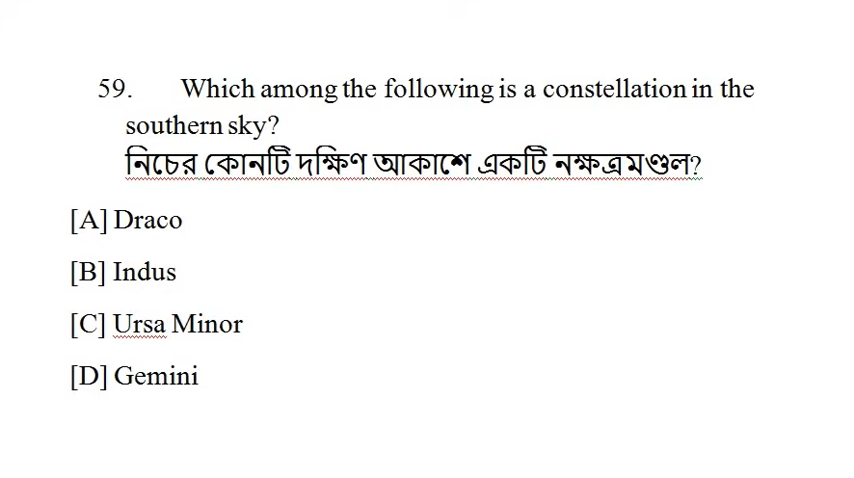 59. Which among the following is a constellation in the
southern sky?
নিচের কোনটি দক্ষিণ আকাশে একটি নক্ষত্রমণ্ডল?
[A] Draco
[B] Indus
[C] Ursa Minor
[D] Gemini